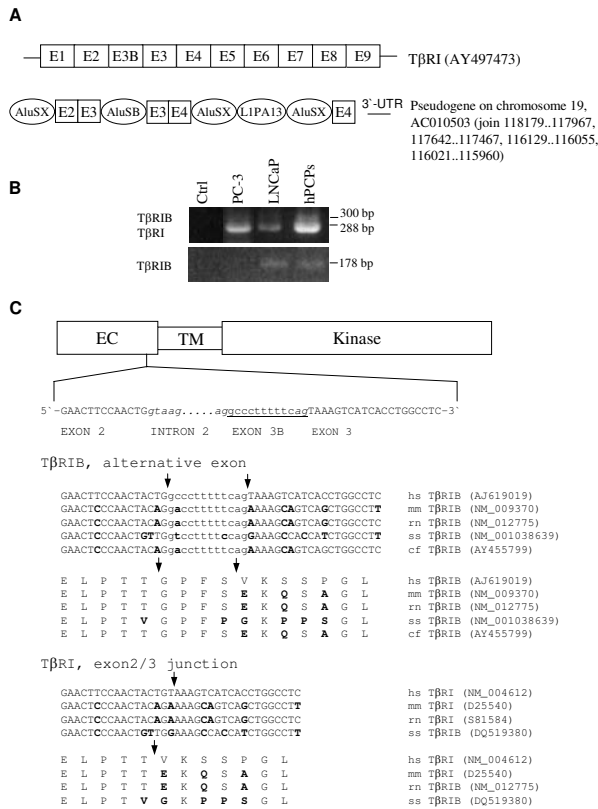 A
E1 E2 E3B E3 E4 E5 E6 E7 E8 E9
TβRI (AY497473)
AluSX E2 E3 AluSB E3 E4 AluSX L1PA13 AluSX E4 3`-UTR
Pseudogene on chromosome 19,
AC010503 (join 118179..117967,
117642..117467, 116129..116055,
116021..115960)
B
Ctrl PC-3 LNCaP hPCPs
TβRIB
TβRI
300 bp
288 bp
TβRIB
178 bp
C
EC TM Kinase
5`-GAACTTCCAACTGgtaag.....aggcccttttttcagTAAAGTCATCACCTGGCCTC-3`
EXON 2 INTRON 2 EXON 3B EXON 3
TβRIB, alternative exon
GAACTTCCAACTACTGgcccttttttcagTAAAGTCATCACCTGGCCTC hs TβRIB (AJ619019)
mm TβRIB (NM_009370)
rn TβRIB (NM_012775)
ss TβRIB (NM_001038639)
cf TβRIB (AY455799)
E L P T T G P F S V K S S P G L hs TβRIB (AJ619019)
E L P T T G P F S E K Q S A G L mm TβRIB (NM_009370)
E L P T T G P F S E K Q S A G L rn TβRIB (NM_012775)
E L P T V G P F P G K P P S G L ss TβRIB (NM_001038639)
E L P T T G P F S E K Q S A G L cf TβRIB (AY455799)
TβRI, exon2/3 junction
GAACTTCCAACTACTGTAAAGTCATCACCTGGCCTC hs TβRI (NM_004612)
GAACTCCCAACTACAGAAAAGCAGTCAGCTGGCCTT mm TβRI (D25540)
GAACTCCCAACTACAGAAAAGCAGTCAGCTGGCCTC rn TβRI (S81584)
GAACTCCCAACTGTTGGAAAGCCACCATCTGGCCTT ss TβRIB (DQ519380)
E L P T T V K S S P G L hs TβRI (NM_004612)
E L P T T E K Q S A G L mm TβRI (D25540)
E L P T T E K Q S A G L rn TβRIB (NM_012775)
E L P T V G K P P S G L ss TβRIB (DQ519380)